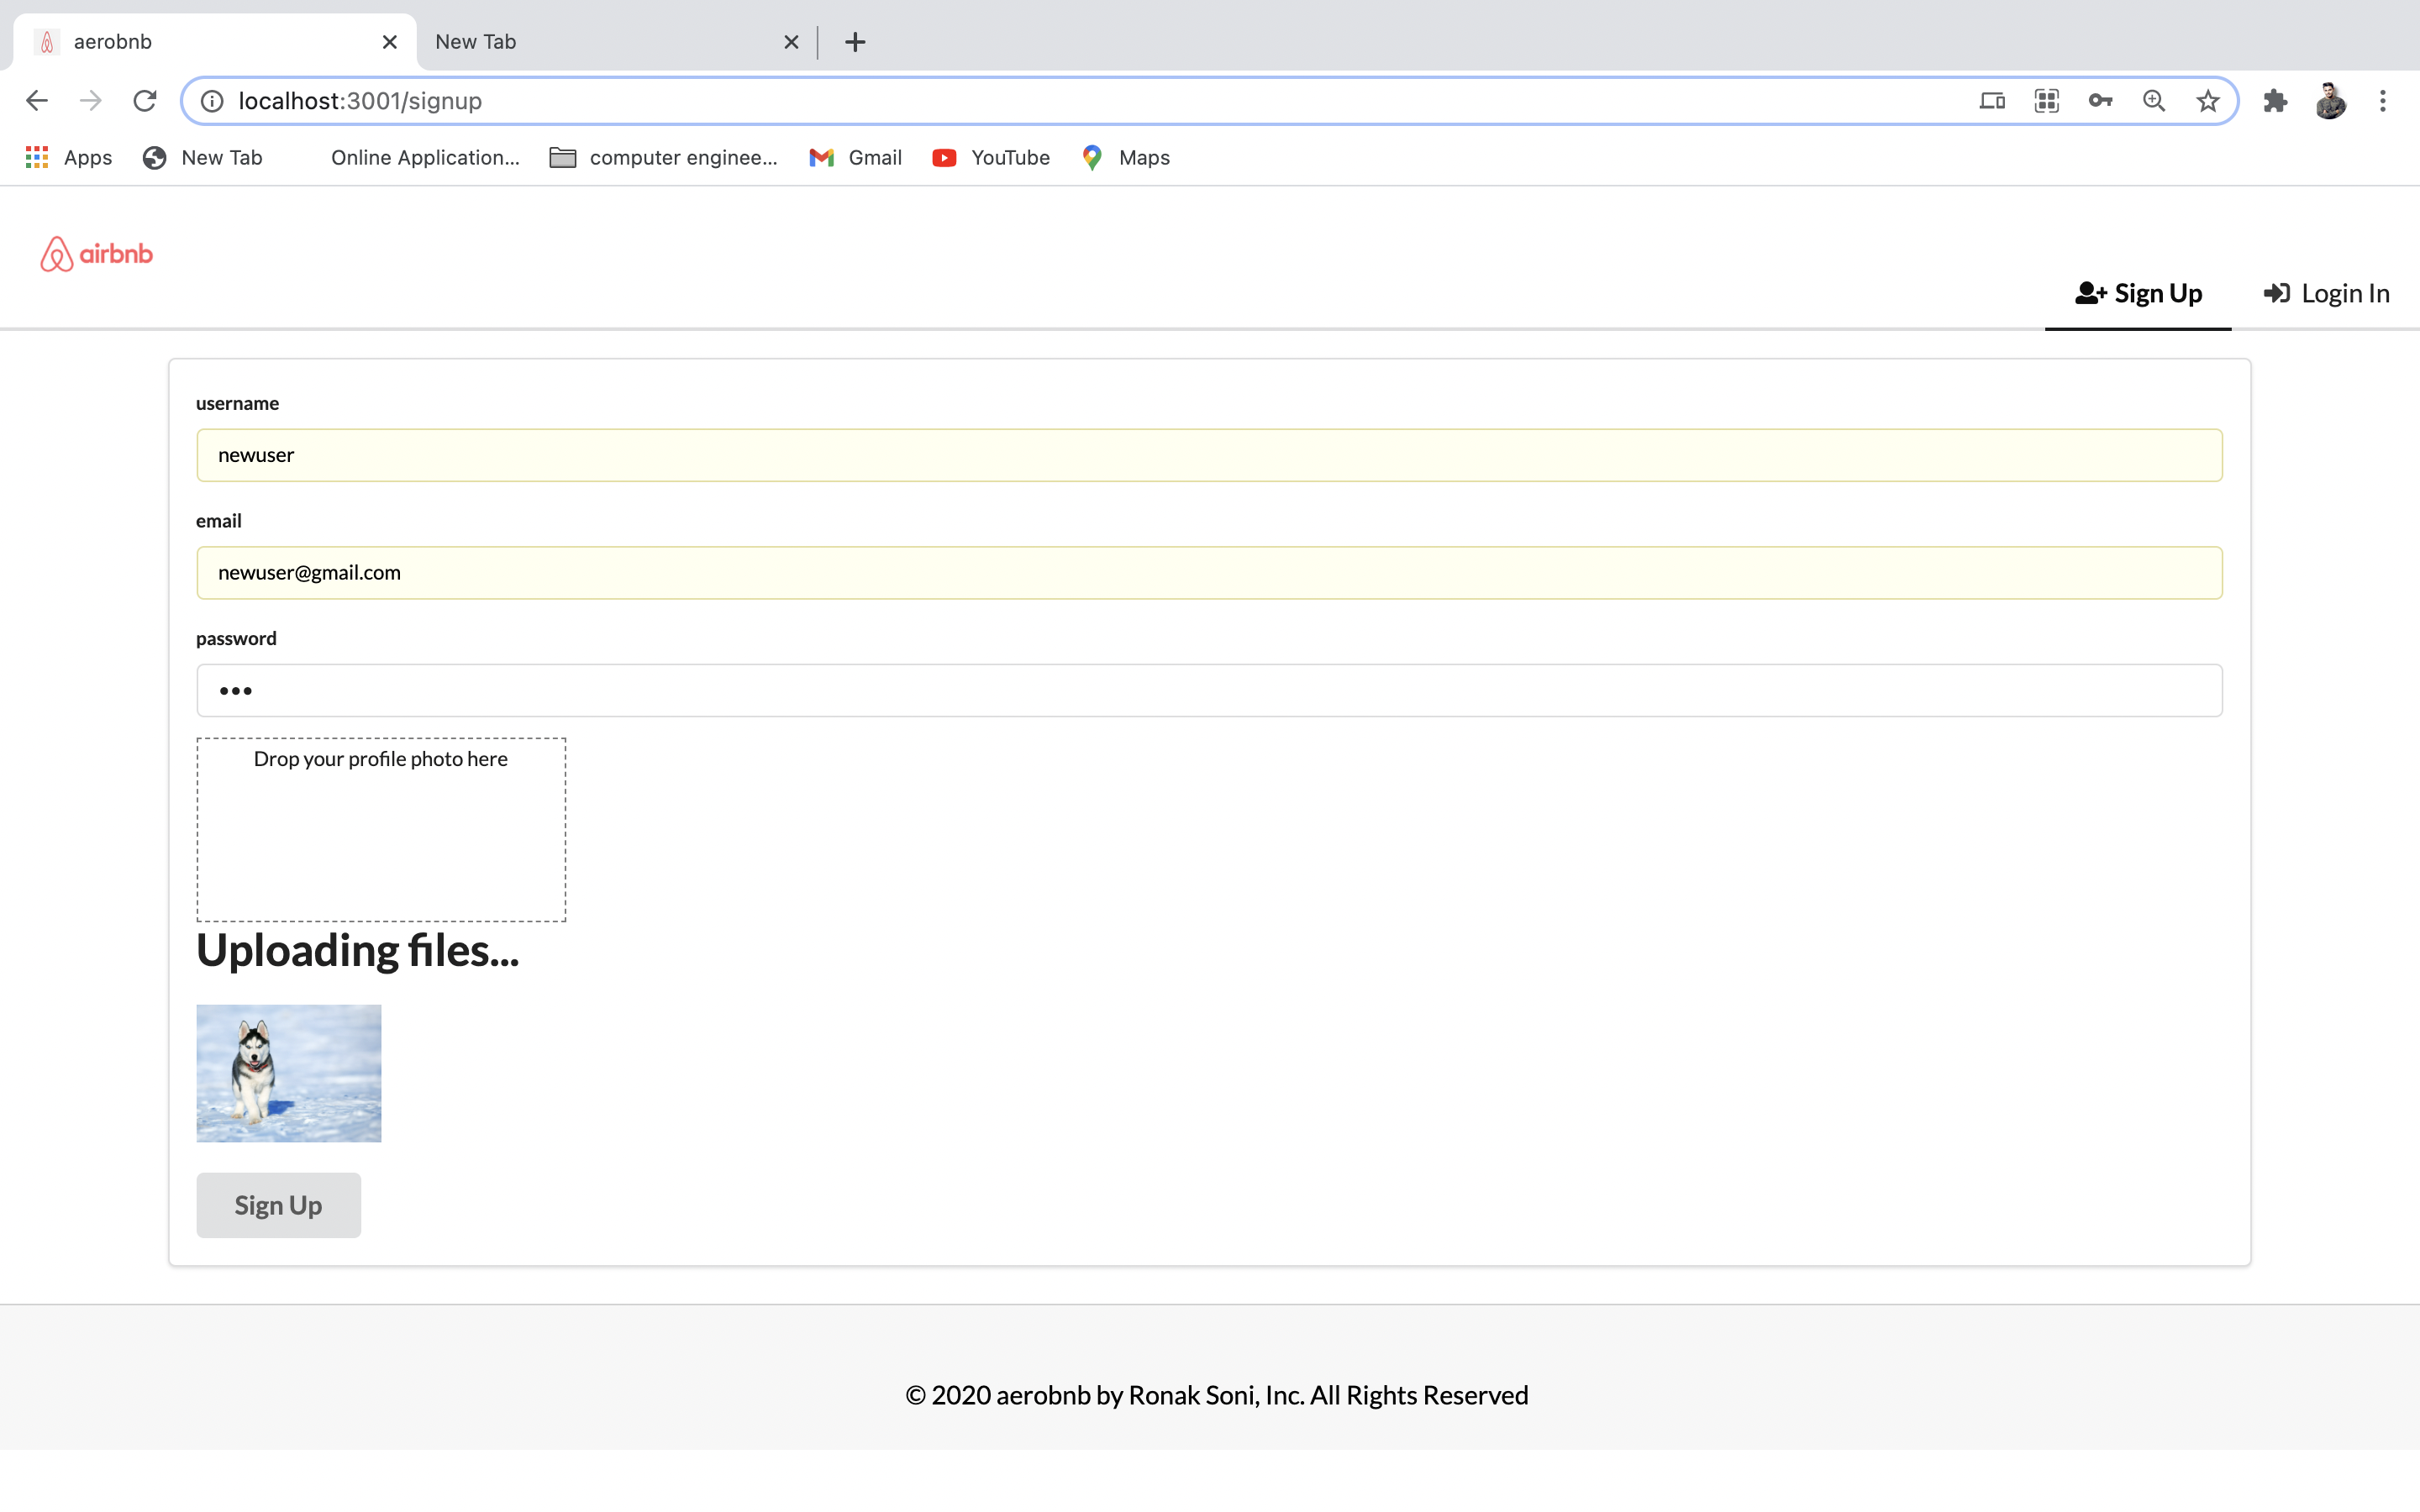 aerobnb
New Tab
localhost:3001/signup
Apps
New Tab
Online Application...
computer enginee...
Gmail
YouTube
Maps
airbnb
Sign Up
Login In
username
newuser
email
newuser@gmail.com
password
Drop your profile photo here
Uploading files...
Sign Up
© 2020 aerobnb by Ronak Soni, Inc. All Rights Reserved